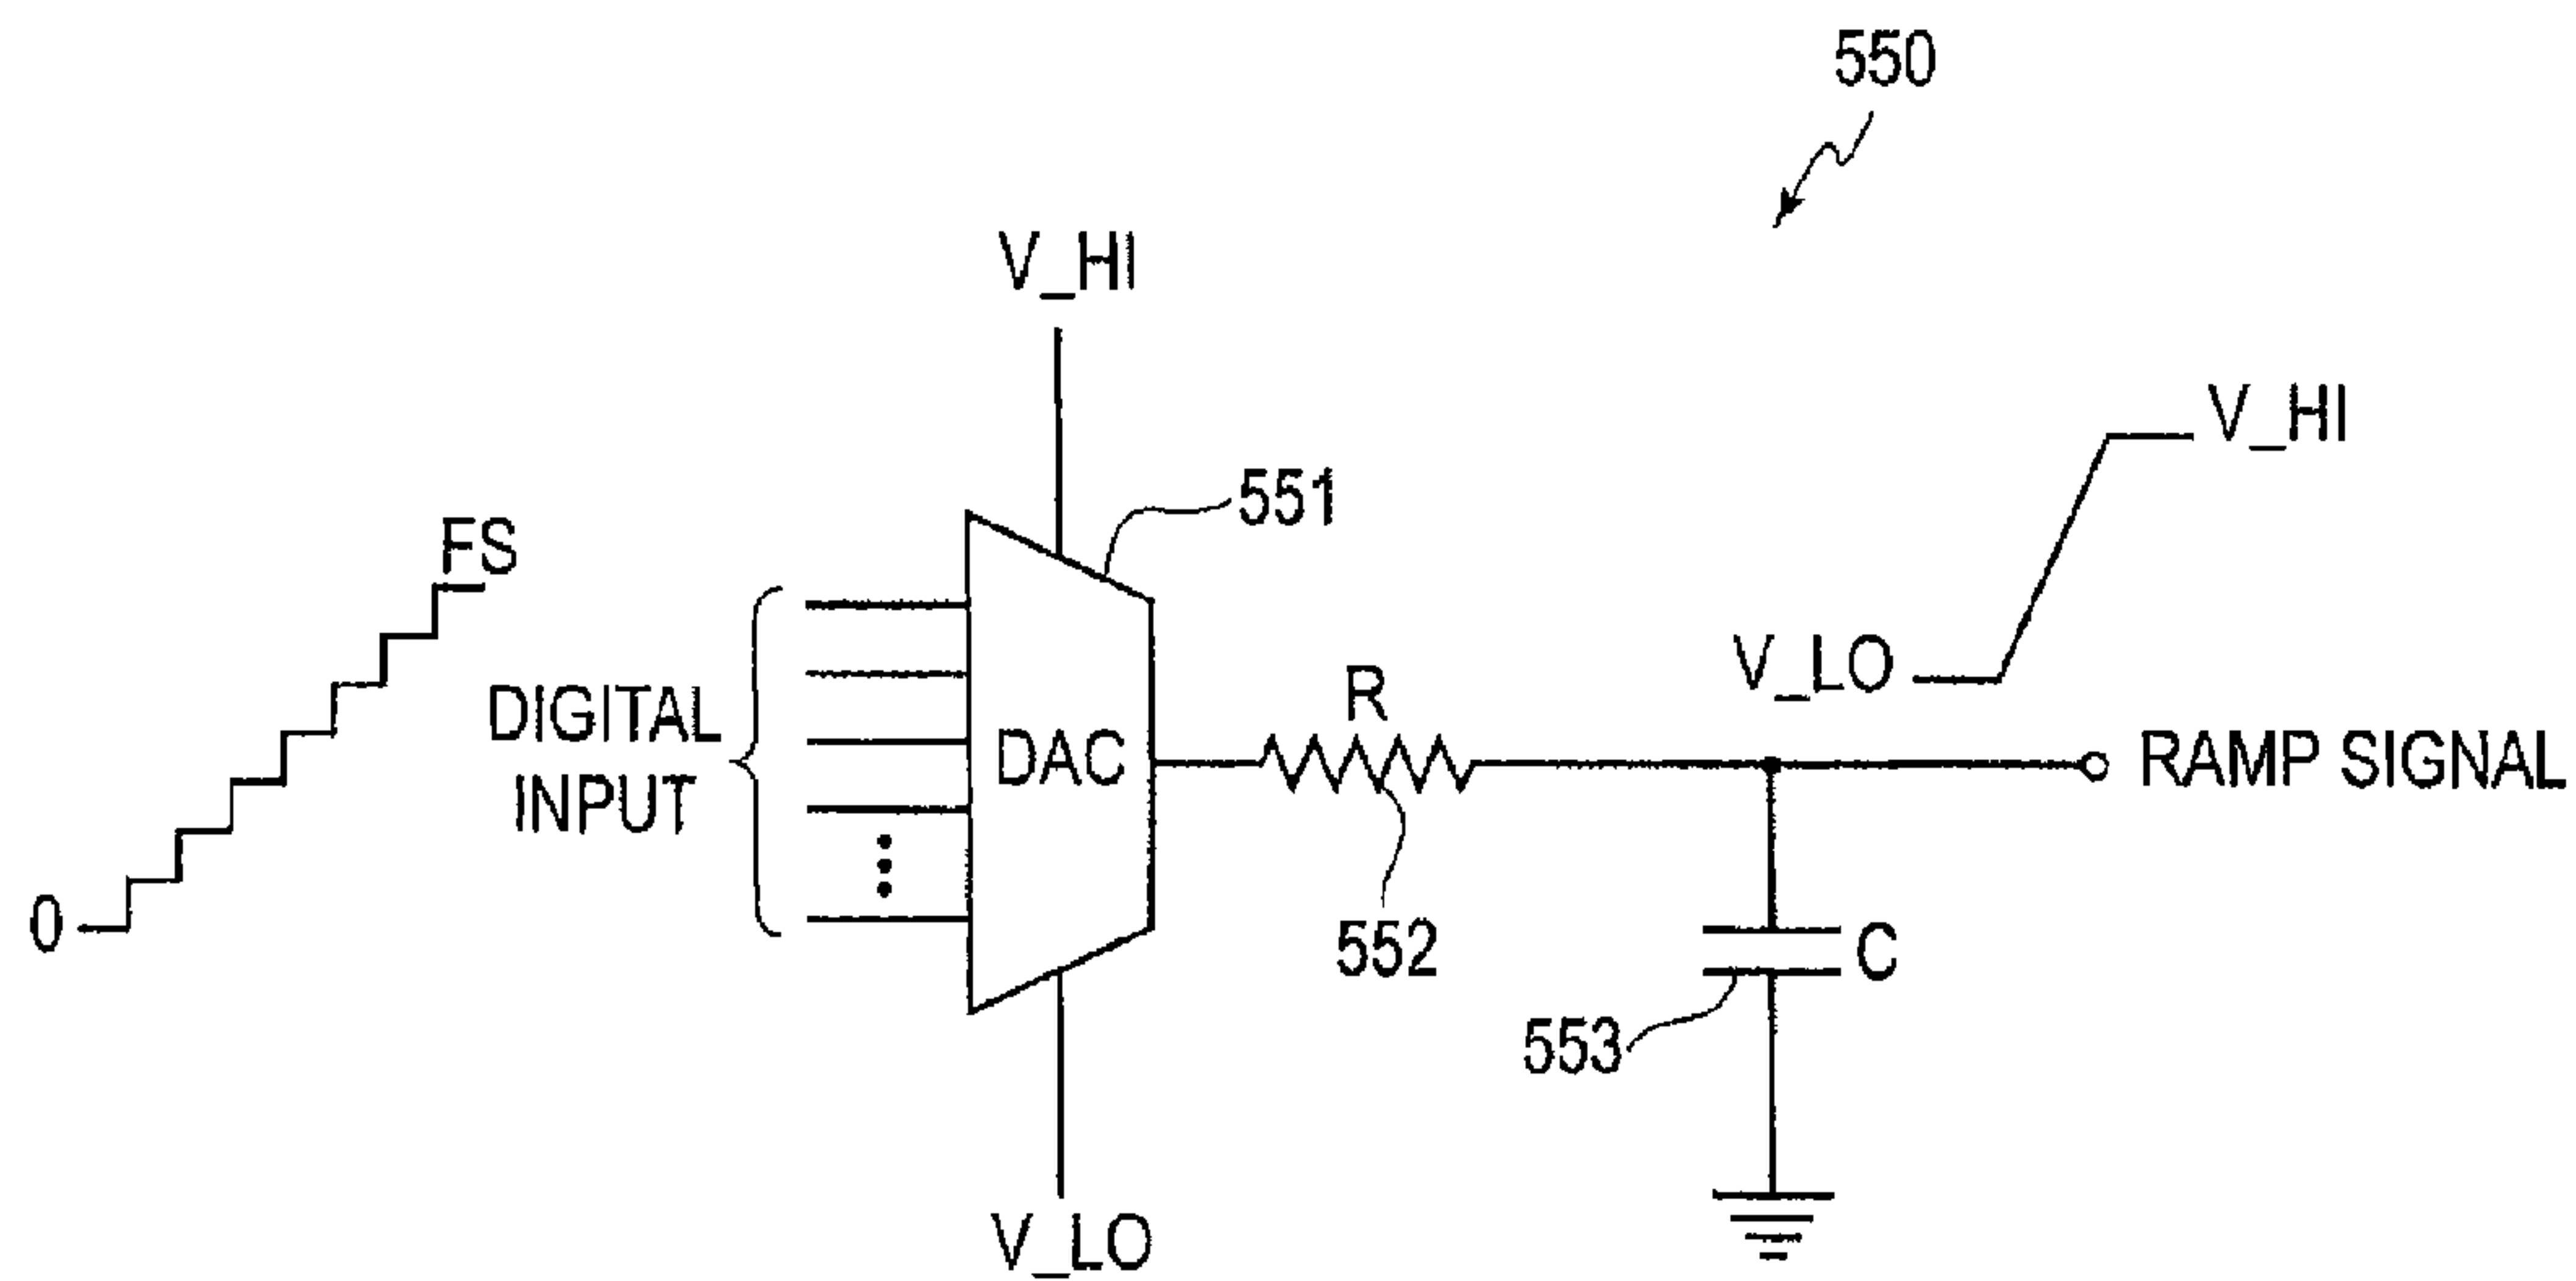 550
V_HI
551
V_HI
FS
V_LO
DIGITAL
INPUT
DAC
R
RAMP SIGNAL
0
552
C
553
V_LO